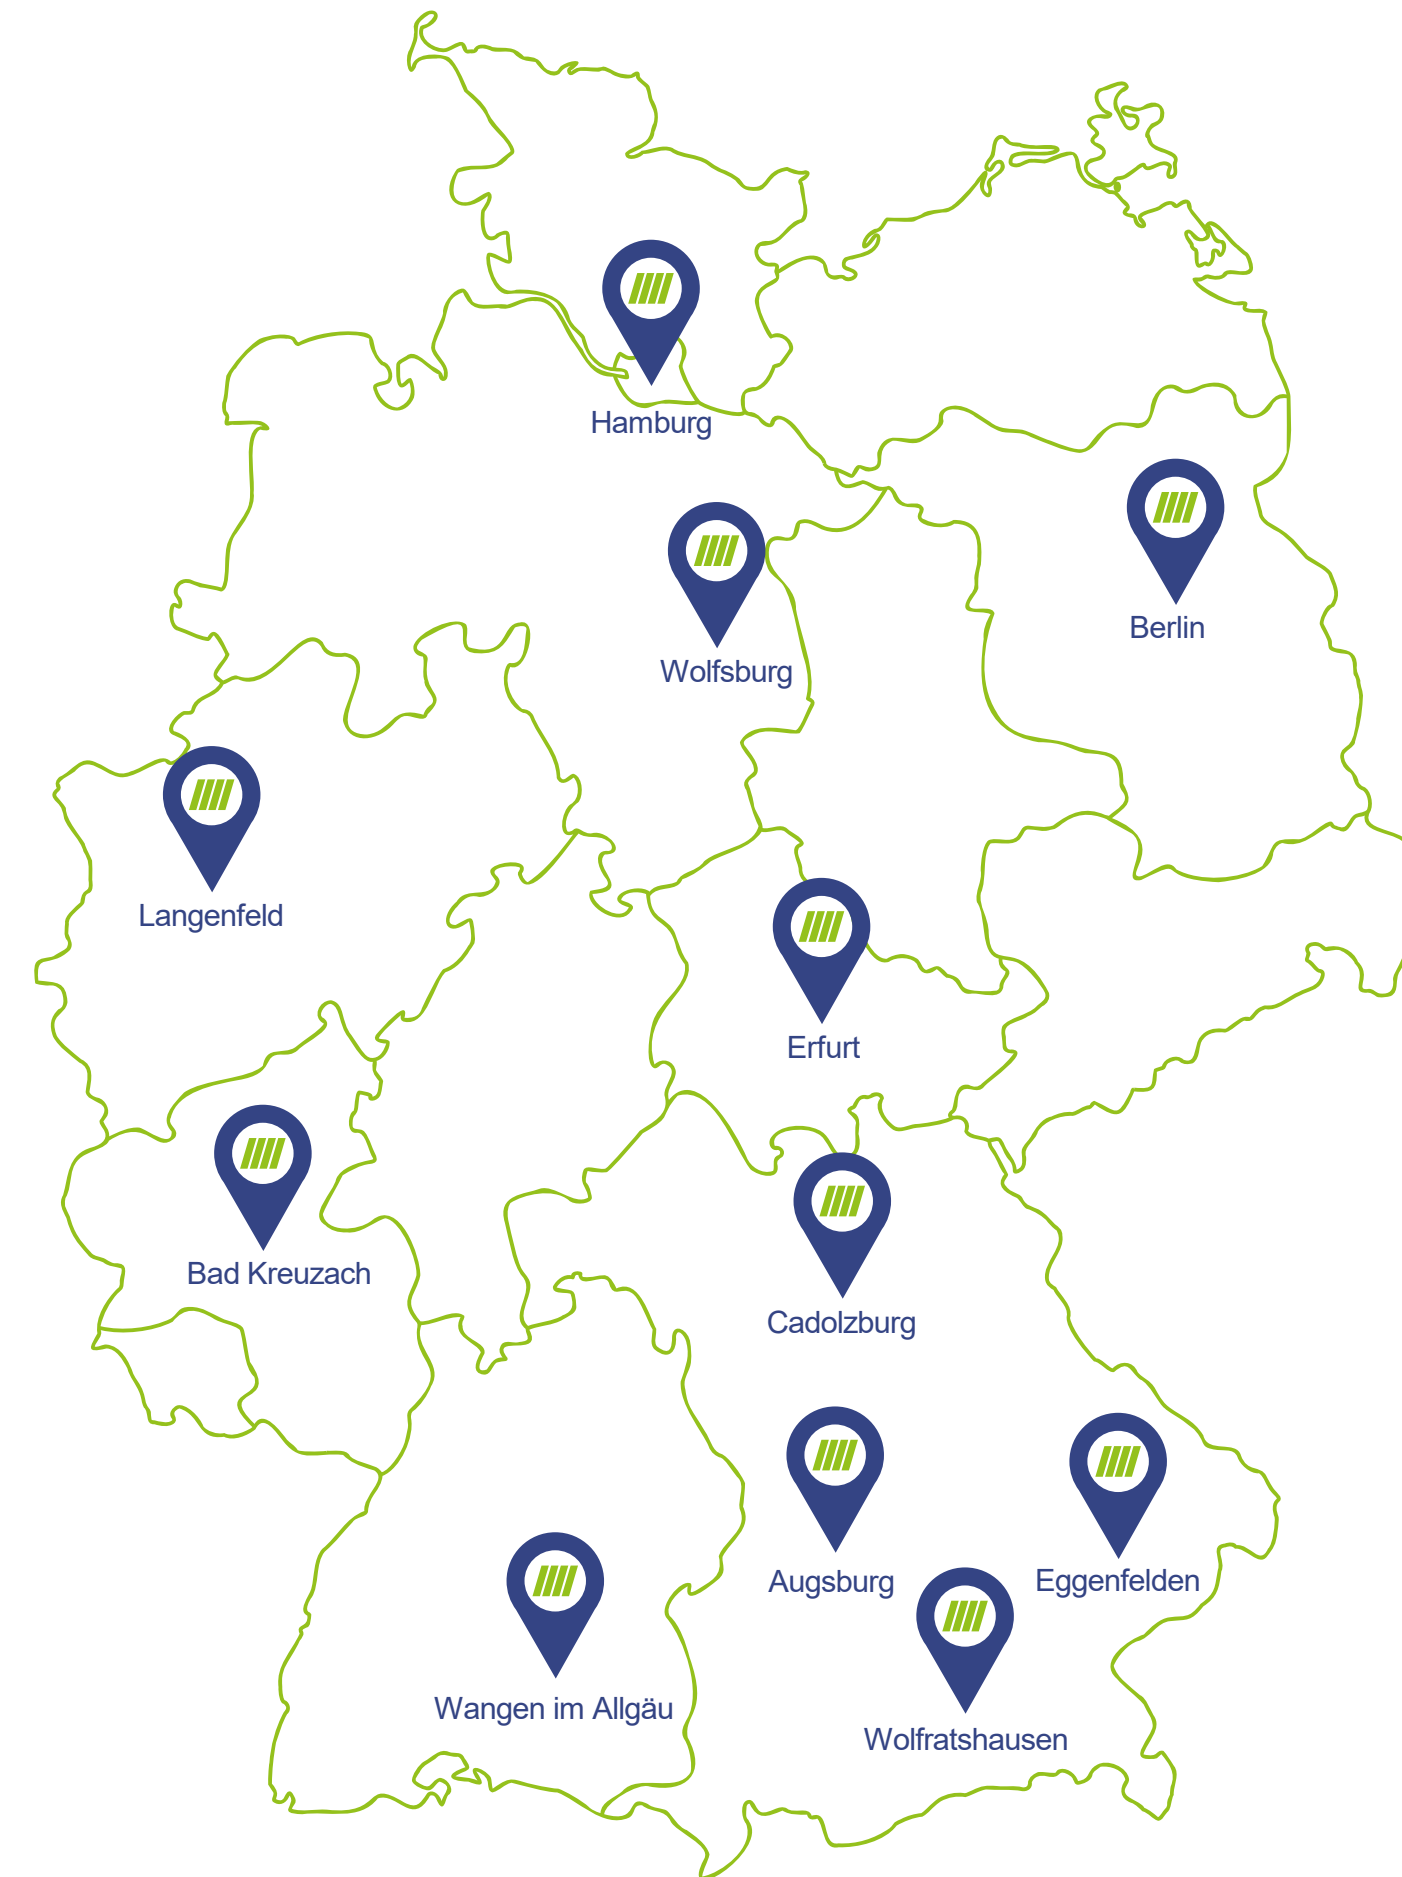 Hamburg
Berlin
Wolfsburg
Langenfeld
Erfurt
Bad Kreuzach
Cadolzburg
Augsburg
Eggenfelden
Wangen im Allgäu
Wolfratshausen